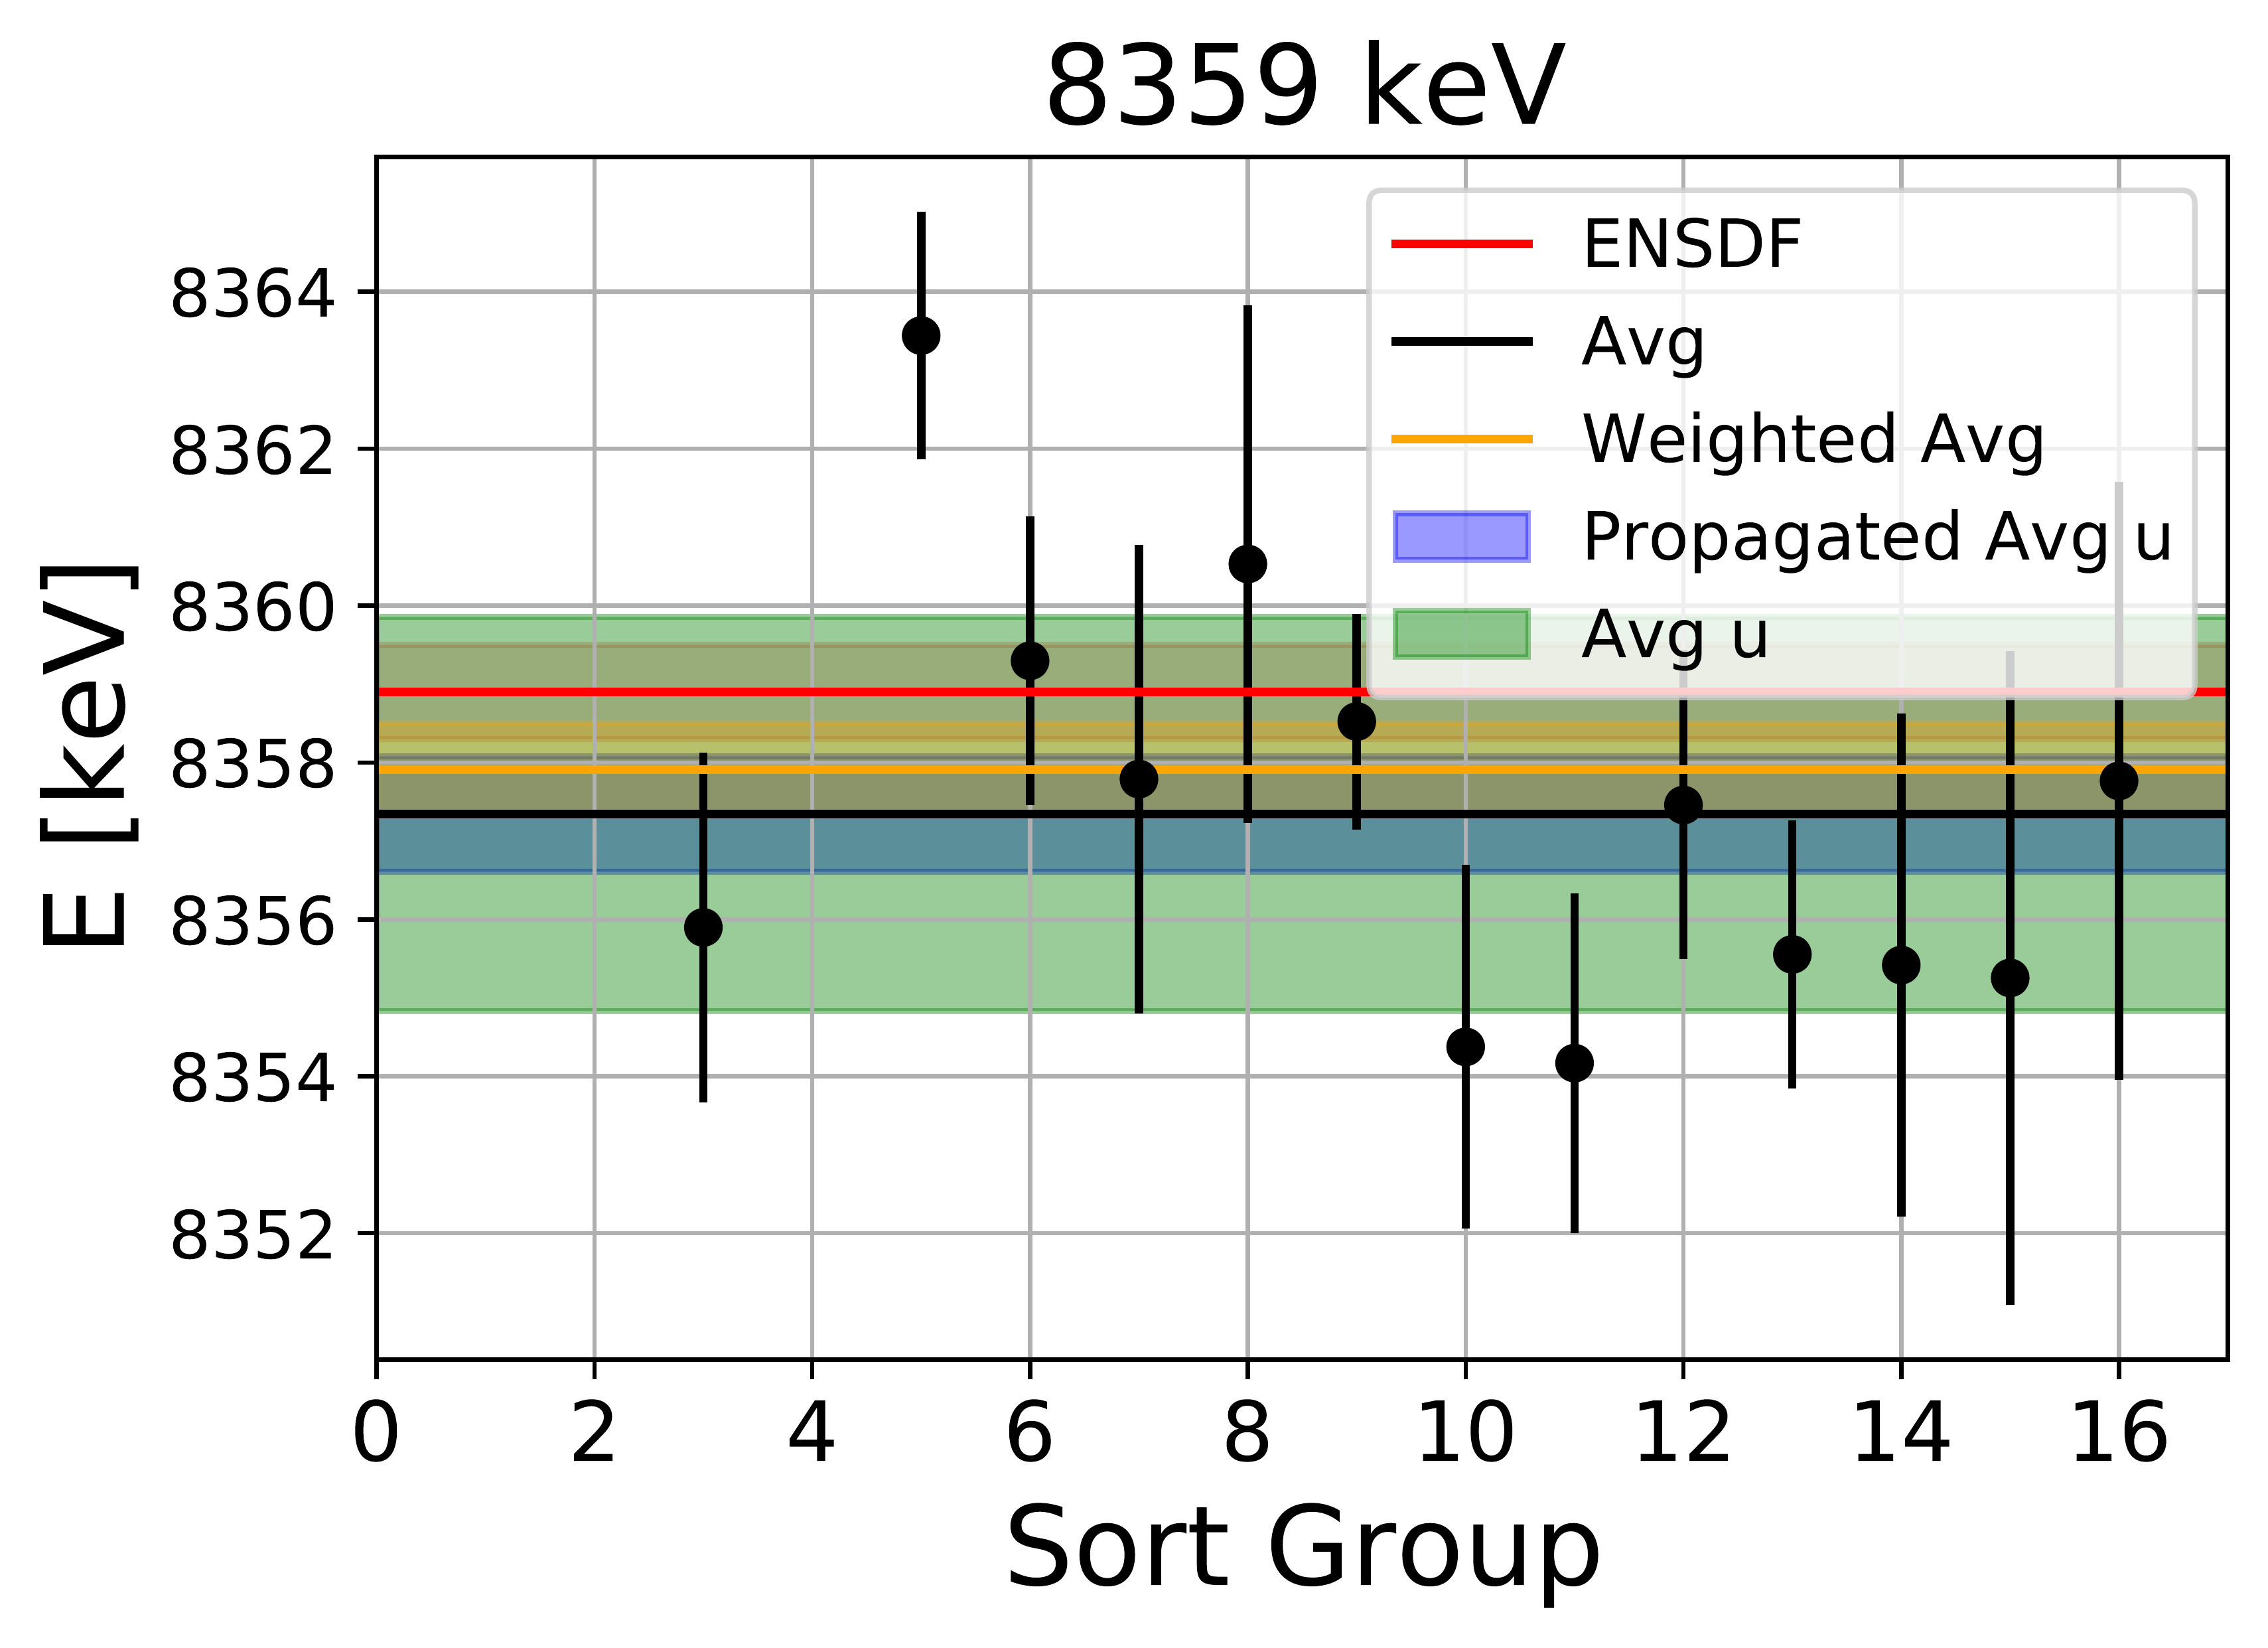 8359 keV
ENSDF
Avg
Weighted Avg
Propagated Avg u
Avg u
E [keV]
8364
8362
8360
8358
8356
8354
8352
0 2 4 6 8 10 12 14 16
Sort Group